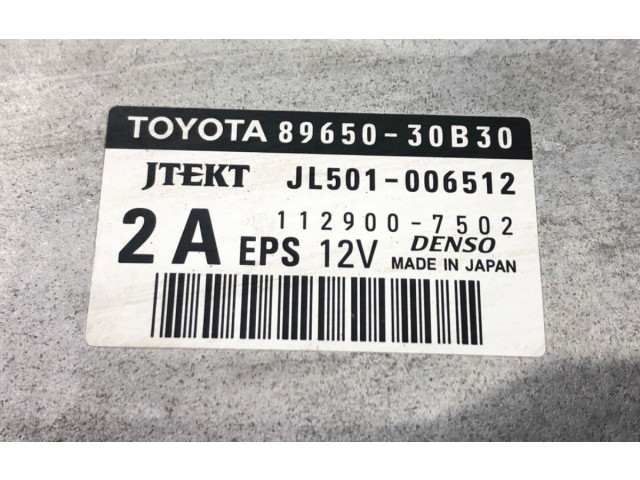 TOYOTA 89650-30B30
JTEKT JL501-006512
112900-7502
2A EPS 12V DENSO
MADE IN JAPAN